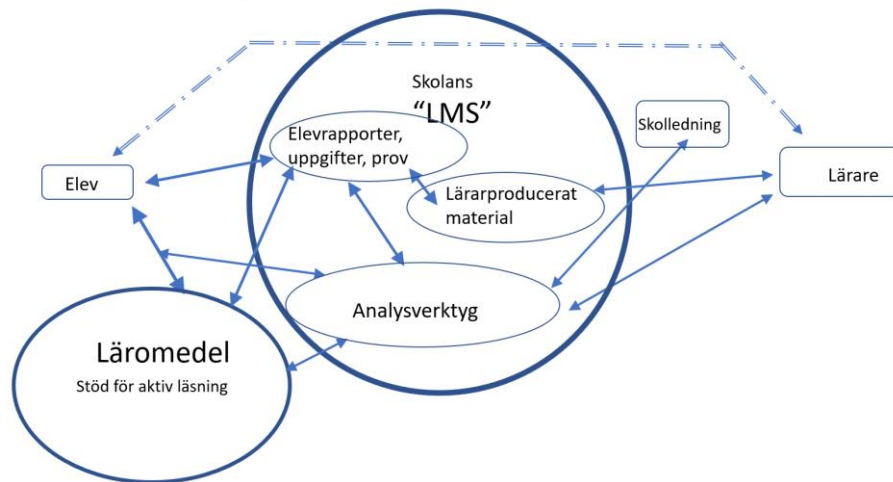 Skolans
“LMS”
Elevrapporter,
uppgifter, prov
Skolledning
Elev
Lärarproducerat
material
Lärare
Analysverktyg
Läromedel
Stöd för aktiv läsning